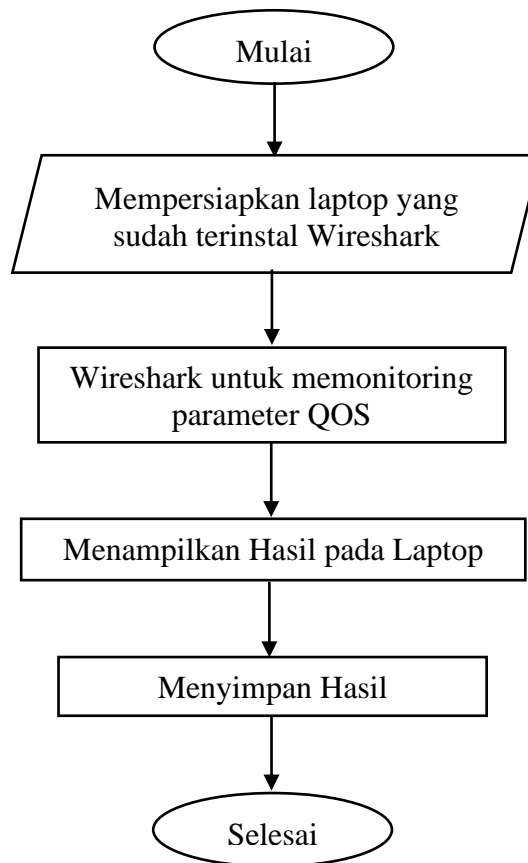 Mulai
Mempersiapkan laptop yang
sudah terinstal Wireshark
Wireshark untuk memonitoring
parameter QOS
Menampilkan Hasil pada Laptop
Menyimpan Hasil
Selesai